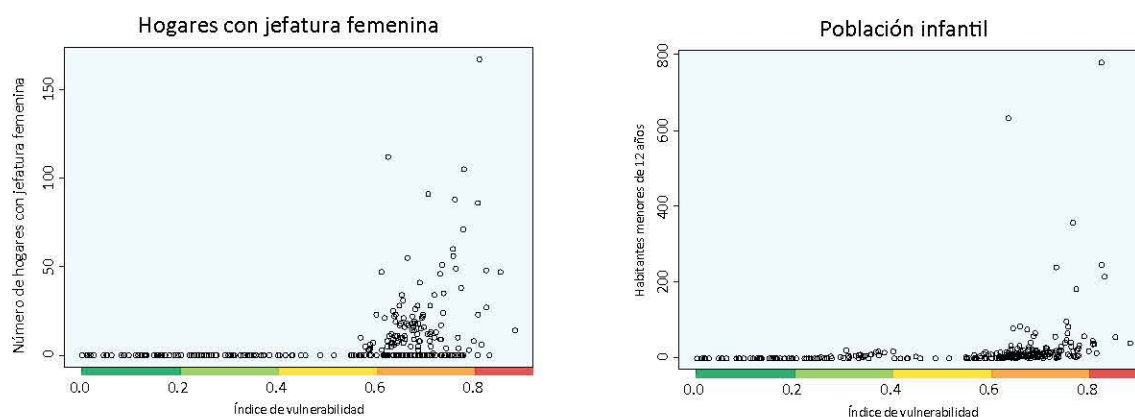 Hogares con jefatura femenina
Número de hogares con jefatura femenina
150
100
50
0
0.0 0.2 0.4 0.6 0.8
Índice de vulnerabilidad
Población infantil
Habitantes menores de 12 años
800
600
400
200
0
0.0 0.2 0.4 0.6 0.8
Índice de vulnerabilidad